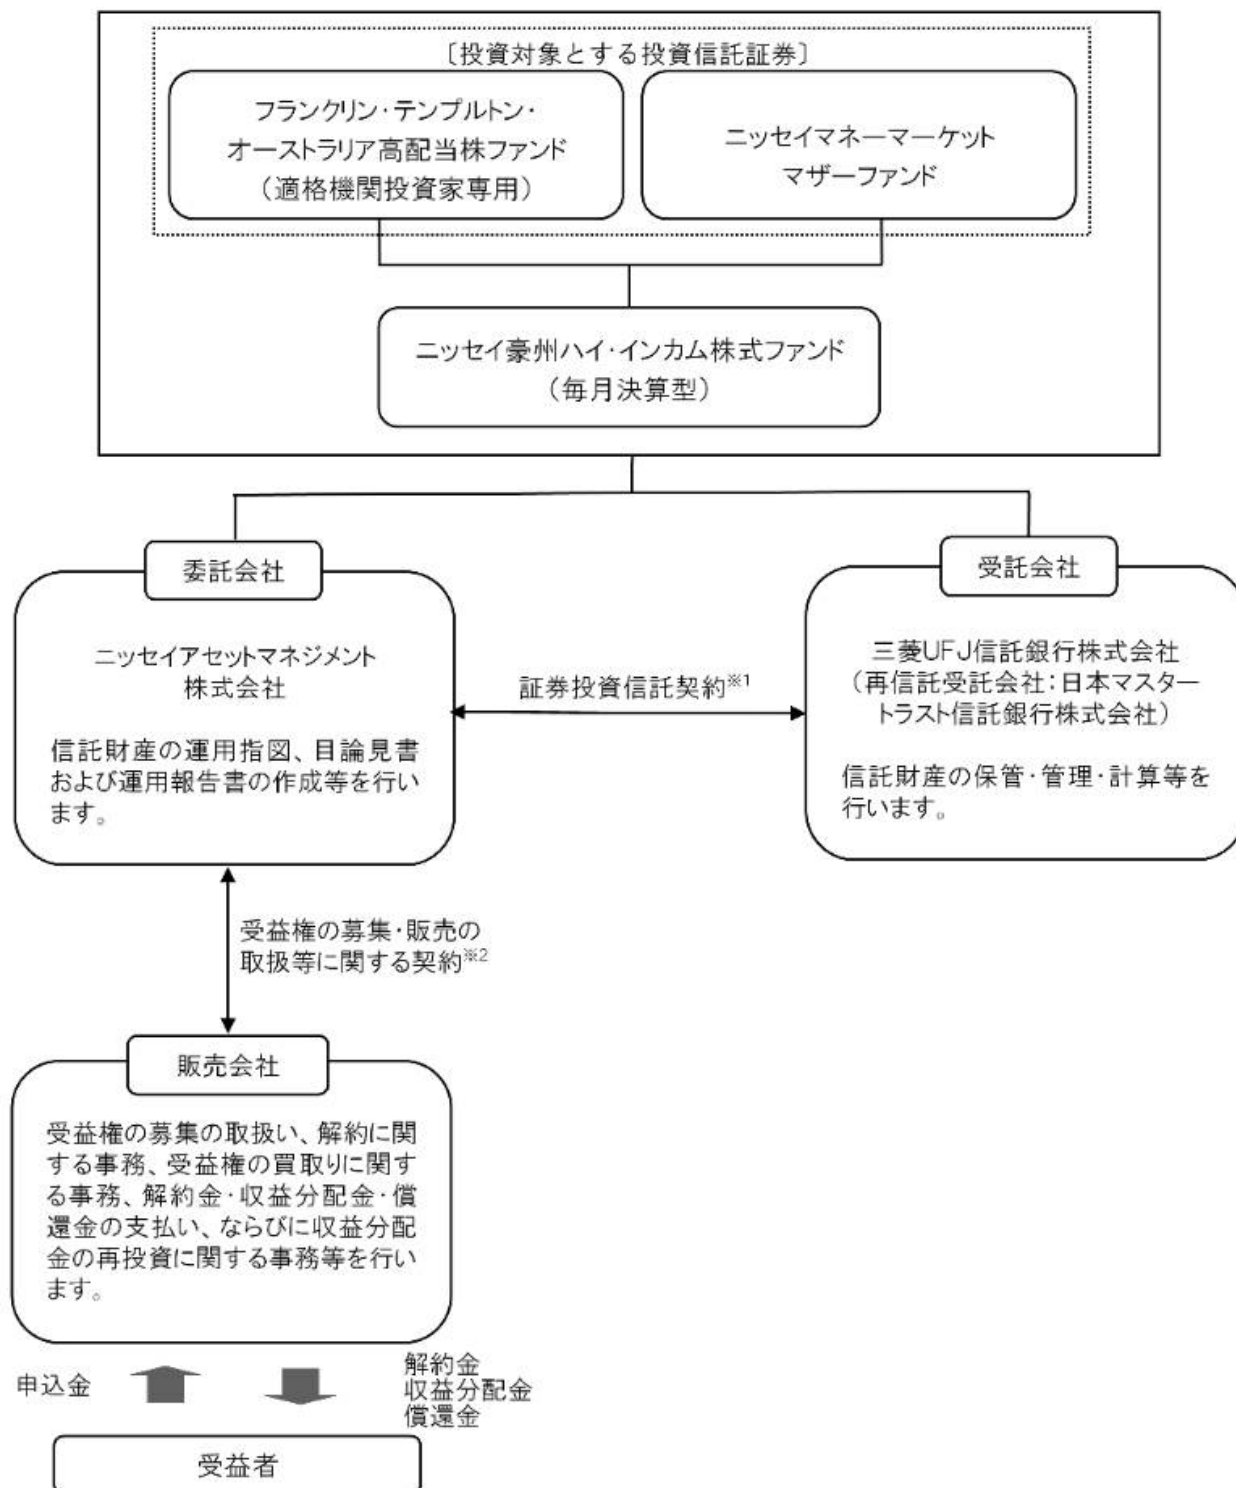 〔投資対象とする投資信託証券〕
フランクリン・テンプルトン・
オーストラリア高配当株ファンド
（適格機関投資家専用）
ニッセイマネーマーケット
マザーファンド
ニッセイ豪州ハイ・インカム株式ファンド
（毎月決算型）
委託会社
ニッセイアセットマネジメント
株式会社
信託財産の運用指図、目論見書
および運用報告書の作成等を行い
ます。
証券投資信託契約※1
受託会社
三菱UFJ信託銀行株式会社
（再信託受託会社：日本マスター
トラスト信託銀行株式会社）
信託財産の保管・管理・計算等を
行います。
受益権の募集・販売の
取扱等に関する契約※2
販売会社
受益権の募集の取扱い、解約に関
する事務、受益権の買取りに関す
る事務、解約金・収益分配金・償
還金の支払い、ならびに収益分配
金の再投資に関する事務等を行い
ます。
申込金
解約金
収益分配金
償還金
受益者